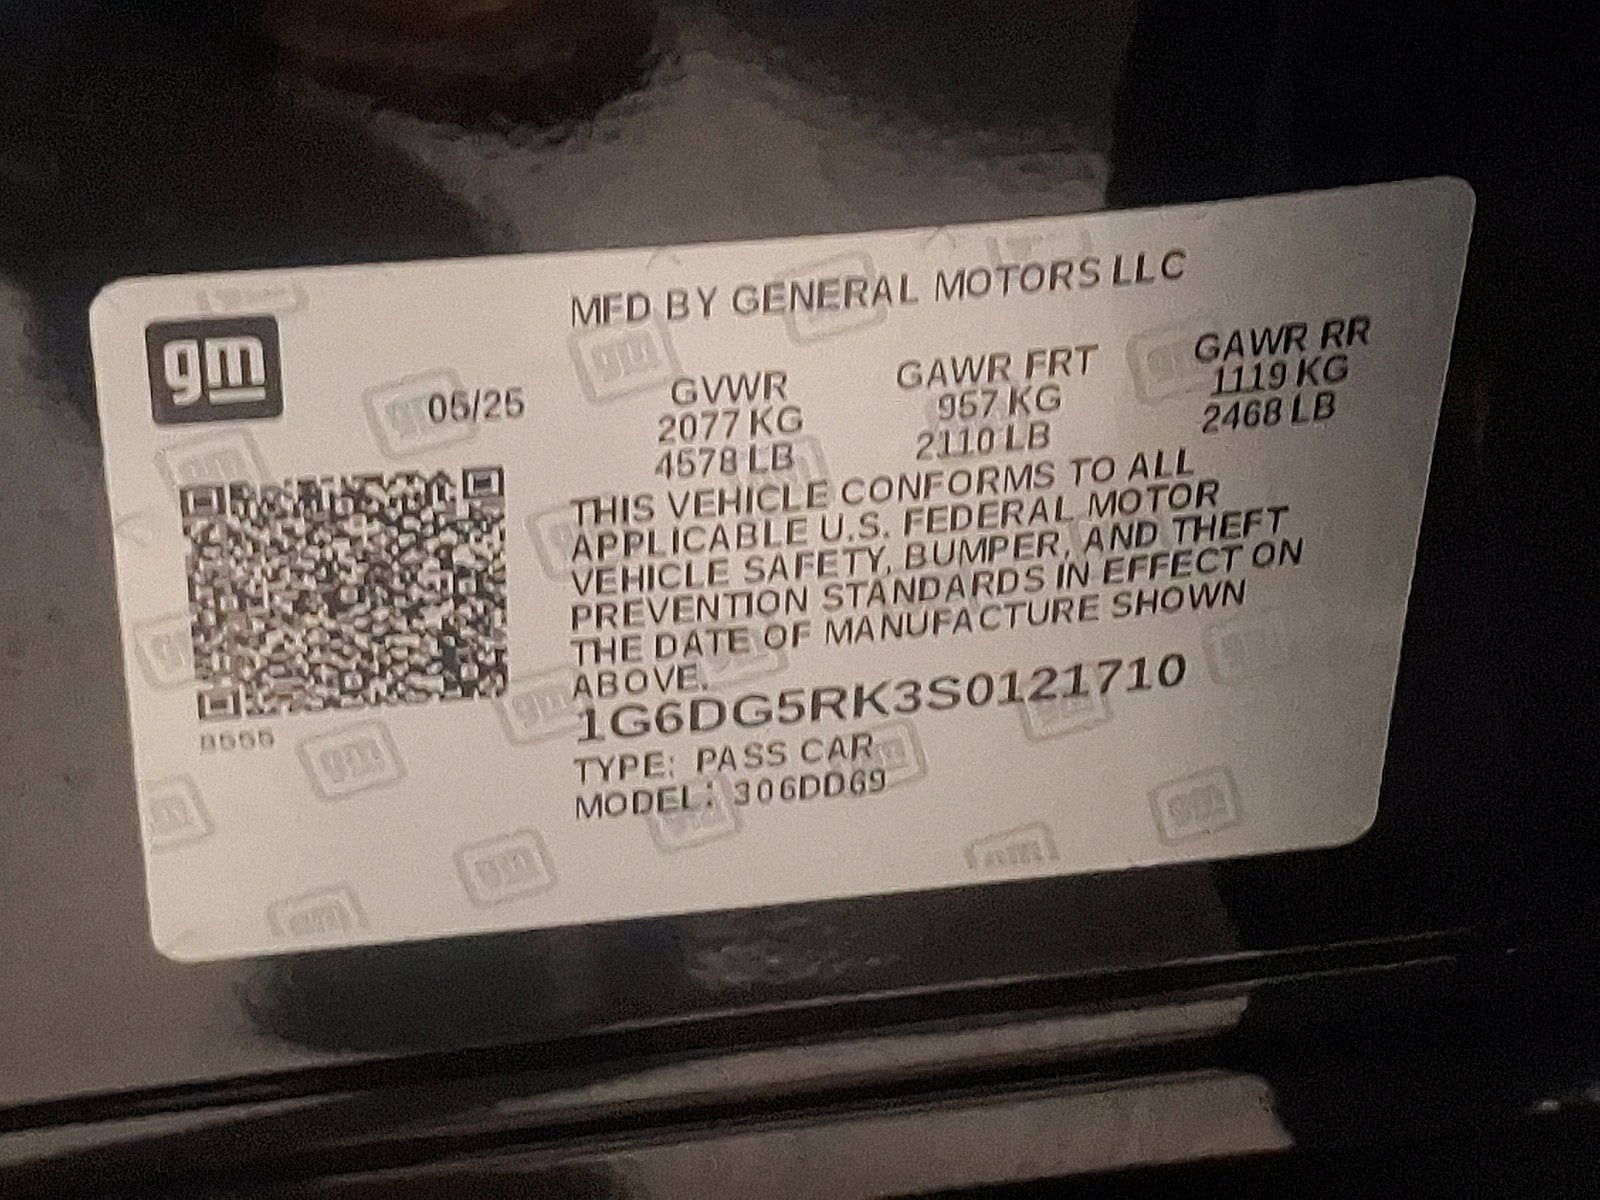 MFD BY GENERAL MOTORS LLC
gm
05/25
GVWR
2077 KG
4578 LB
GAWR FRT
957 KG
2110 LB
GAWR RR
1119 KG
2468 LB
THIS VEHICLE CONFORMS TO ALL
APPLICABLE U.S. FEDERAL MOTOR
VEHICLE SAFETY, BUMPER, AND THEFT
PREVENTION STANDARDS IN EFFECT ON
THE DATE OF MANUFACTURE SHOWN
ABOVE.
1G6DG5RK3S0121710
TYPE: PASS CAR
MODEL: 306DD69